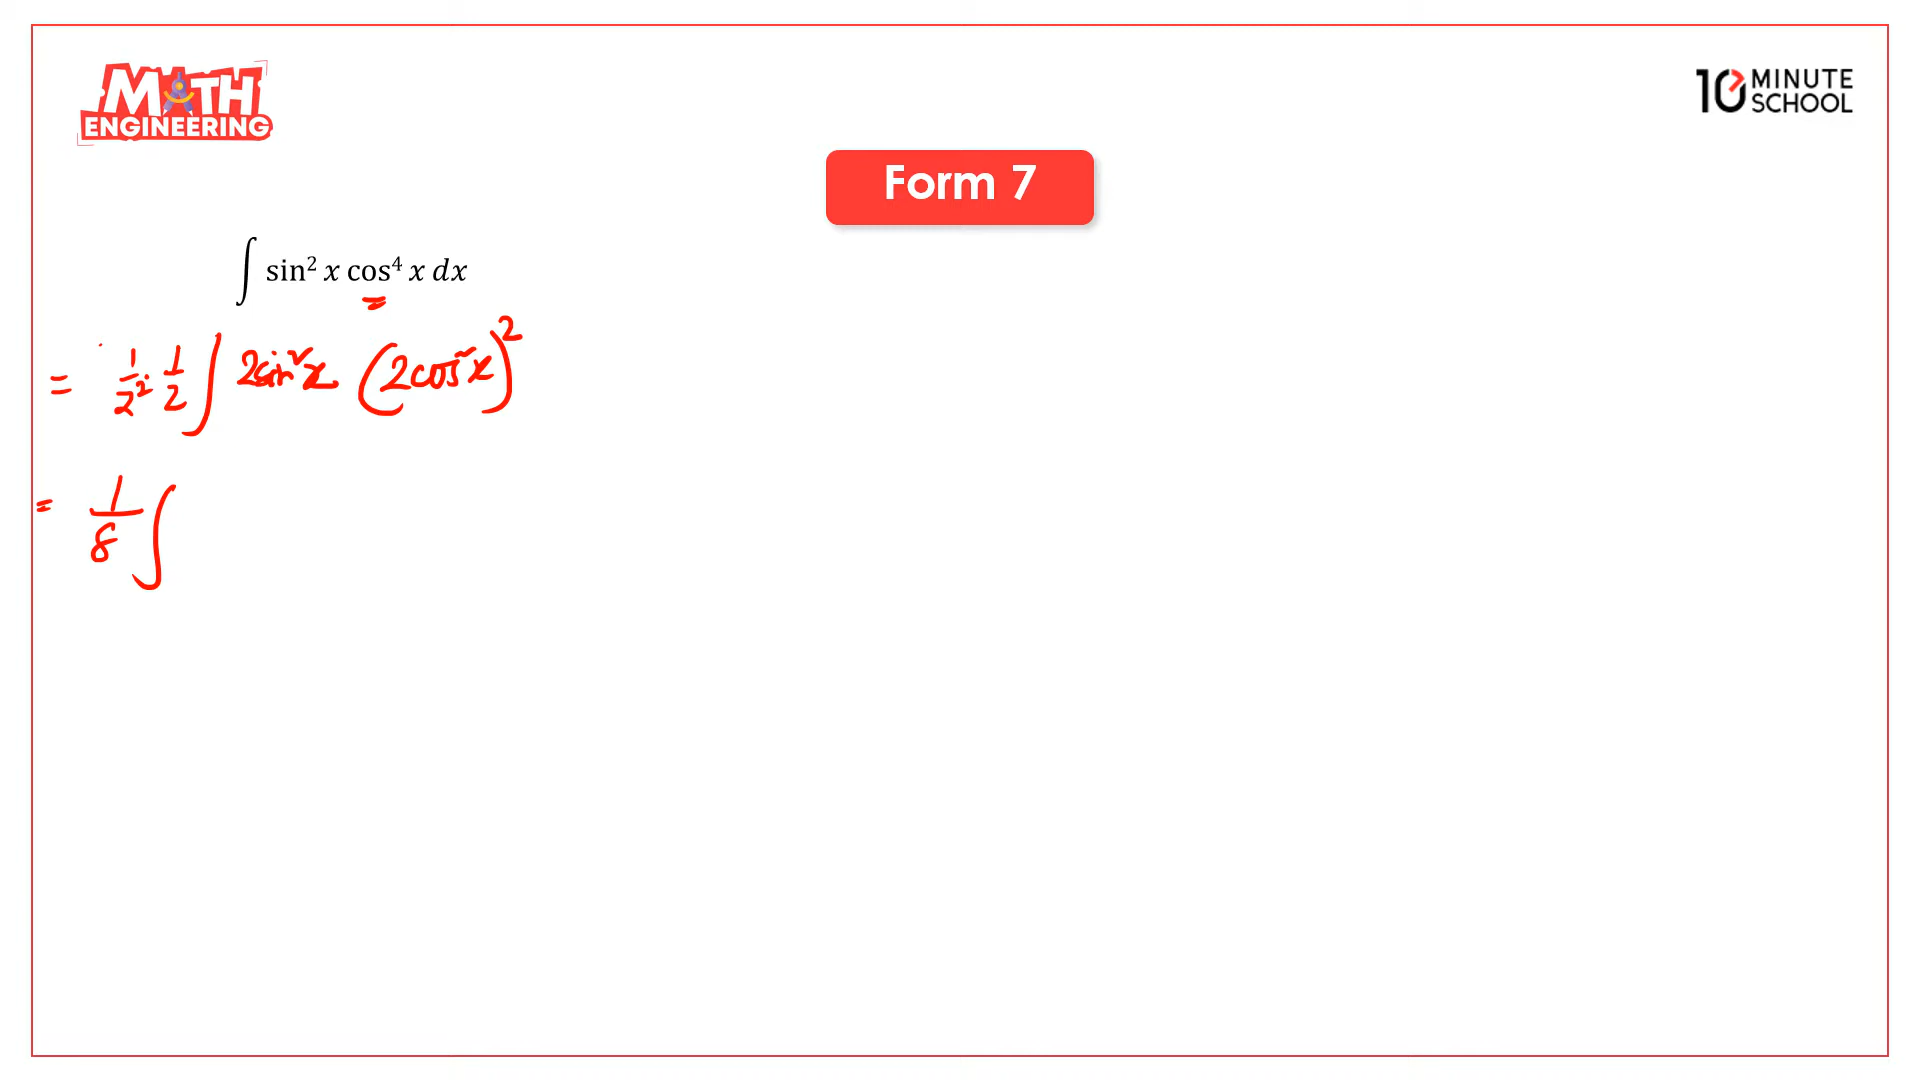 MATH
ENGINEERING
10 MINUTE
SCHOOL
Form 7
∫ sin² x cos⁴ x dx
= 1/2² · 1/2 ∫ 2sin²x (2cos²x)²
= 1/8 ∫